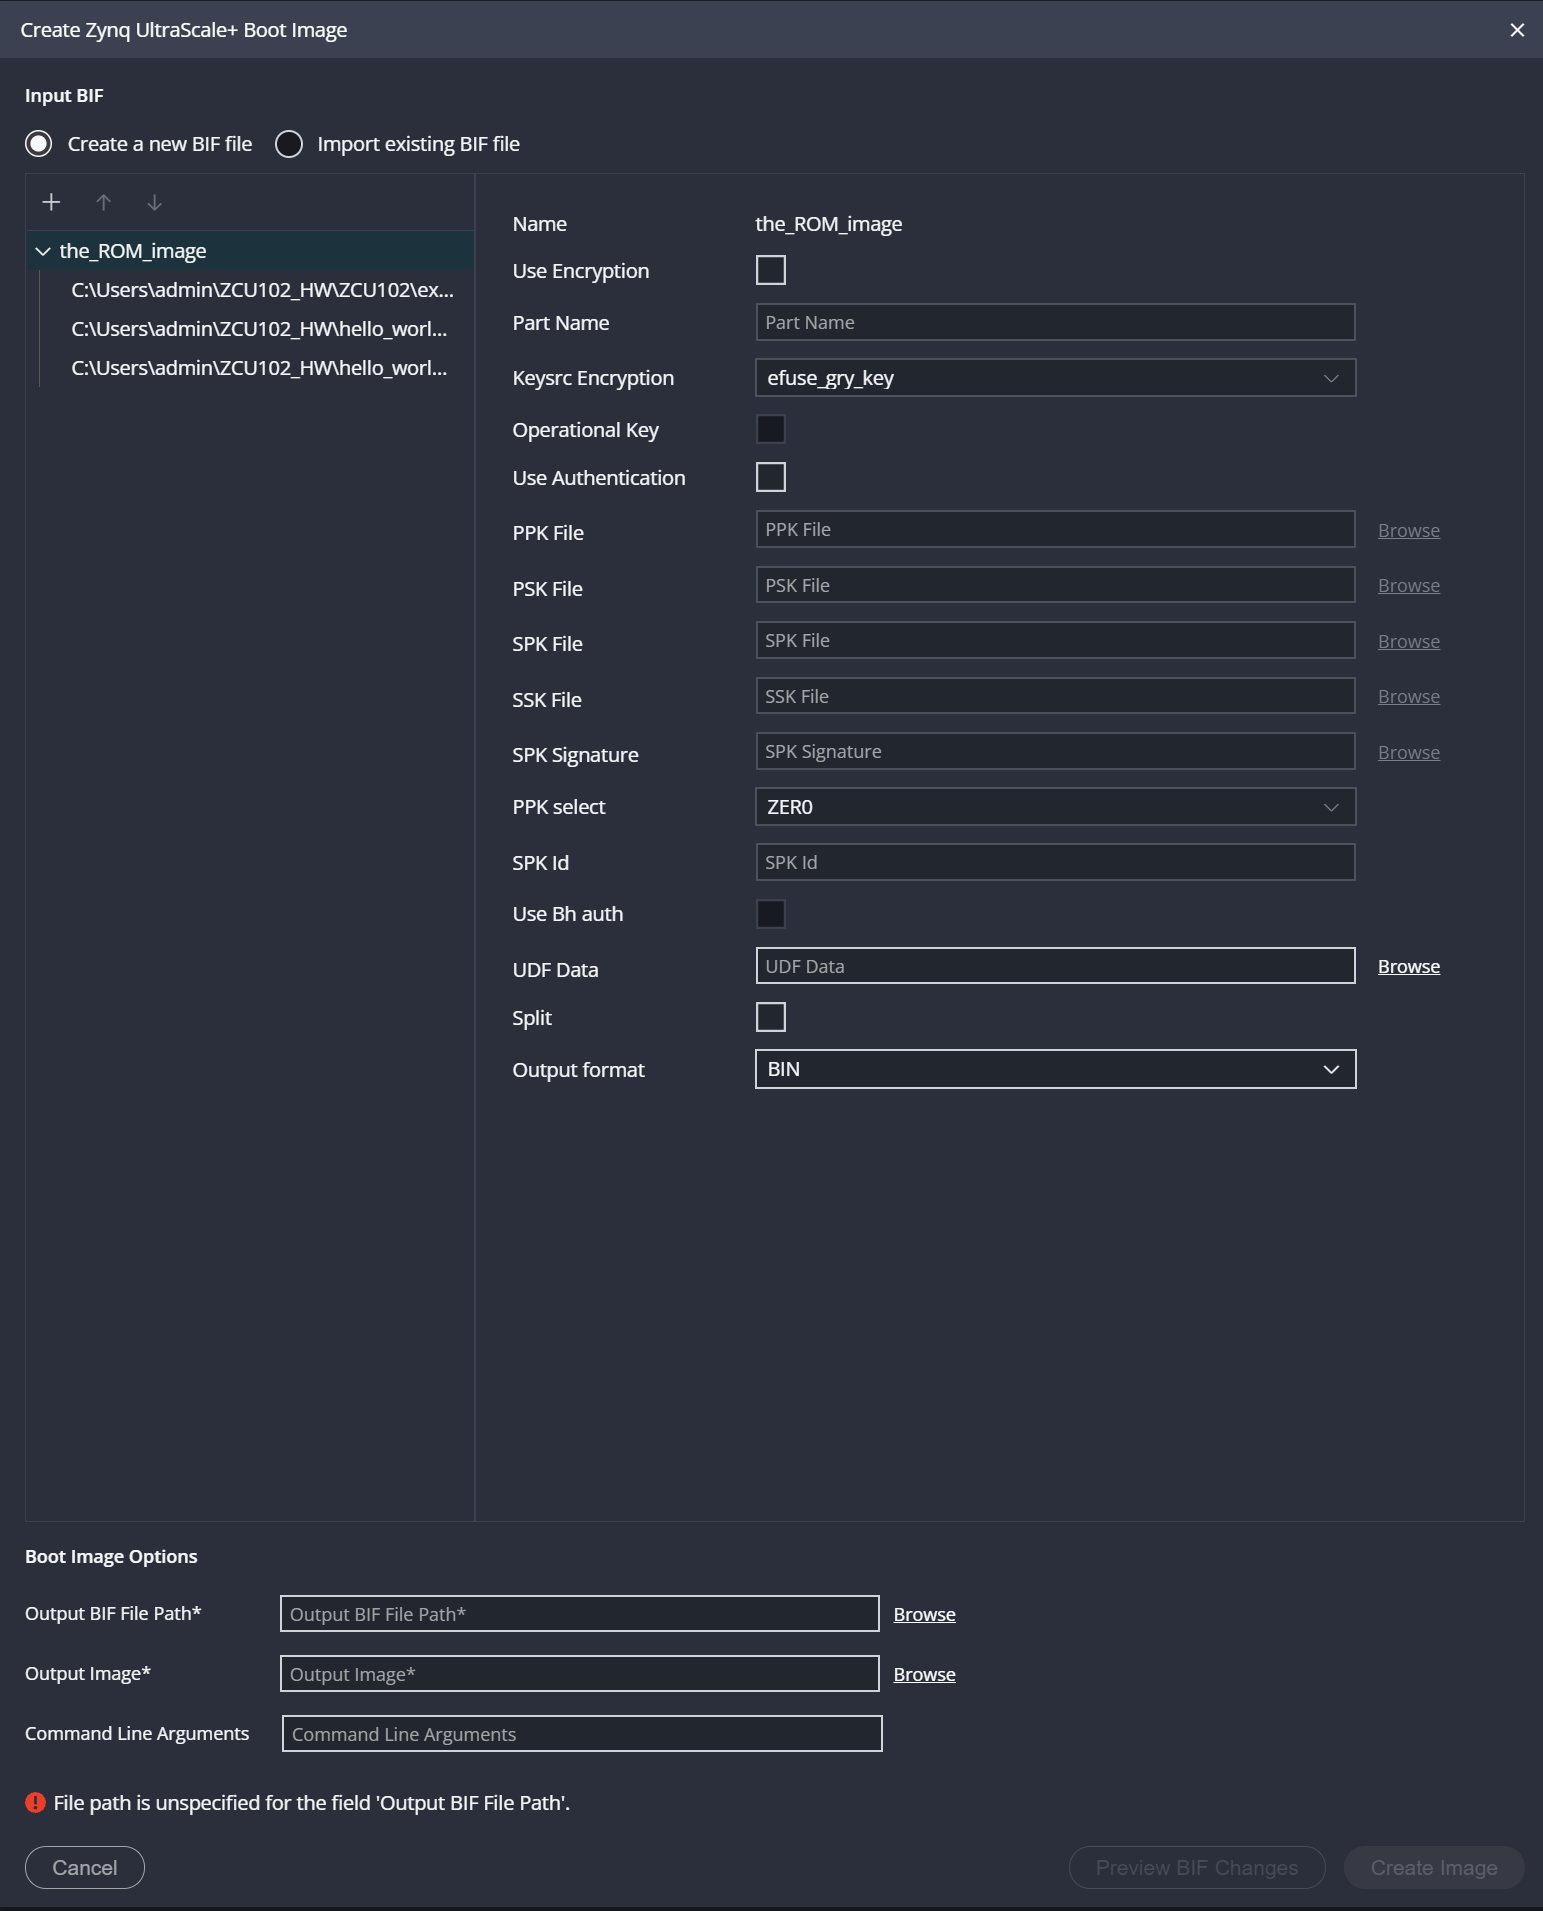 Create Zynq UltraScale+ Boot Image
Input BIF
Create a new BIF file Import existing BIF file
the_ROM_image
C:\Users\admin\ZCU102_HW\ZCU102\ex...
C:\Users\admin\ZCU102_HW\hello_worl...
C:\Users\admin\ZCU102_HW\hello_worl...
Name the_ROM_image
Use Encryption
Part Name Part Name
Keysrc Encryption efuse_gry_key
Operational Key
Use Authentication
PPK File PPK File Browse
PSK File PSK File Browse
SPK File SPK File Browse
SSK File SSK File Browse
SPK Signature SPK Signature Browse
PPK select ZER0
SPK Id SPK Id
Use Bh auth
UDF Data UDF Data Browse
Split
Output format BIN
Boot Image Options
Output BIF File Path* Output BIF File Path* Browse
Output Image* Output Image* Browse
Command Line Arguments Command Line Arguments
File path is unspecified for the field 'Output BIF File Path'.
Cancel Preview BIF Changes Create Image